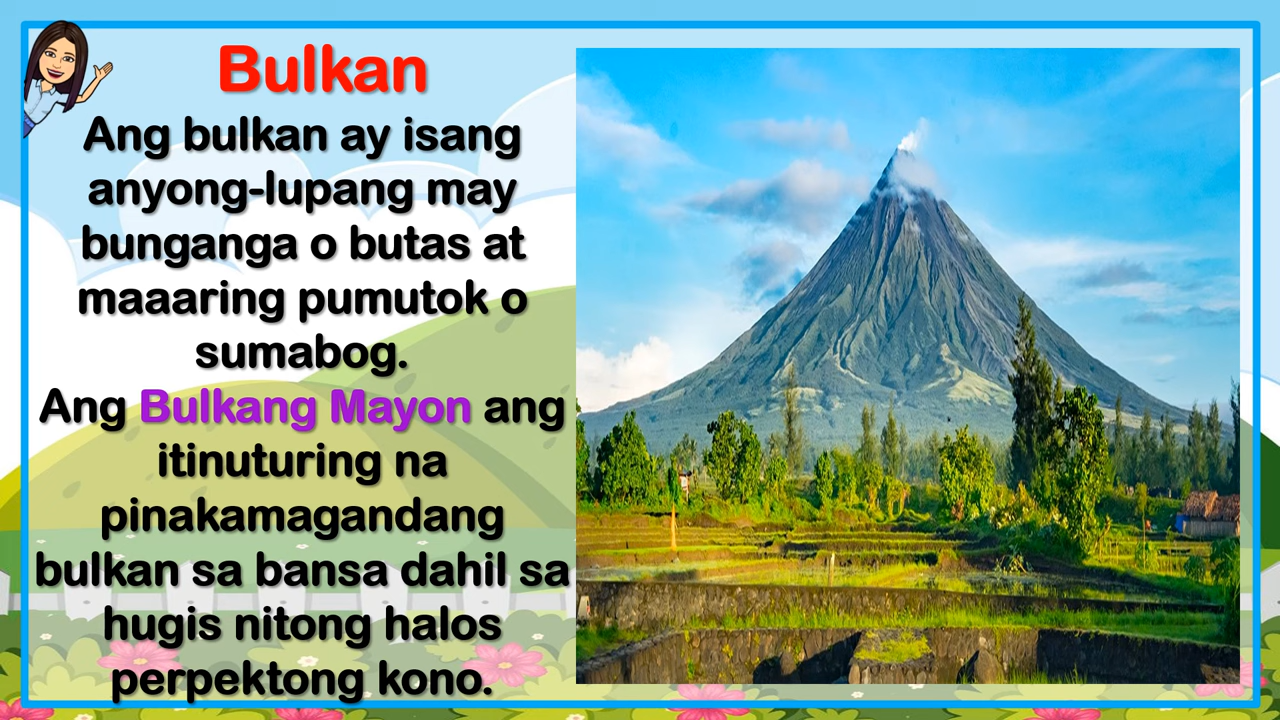 Bulkan
Ang bulkan ay isang
anyong-lupang may
bunganga o butas at
maaaring pumutok o
sumabog.
Ang Bulkang Mayon ang
itinuturing na
pinakamagandang
bulkan sa bansa dahil sa
hugis nitong halos
perpektong kono.